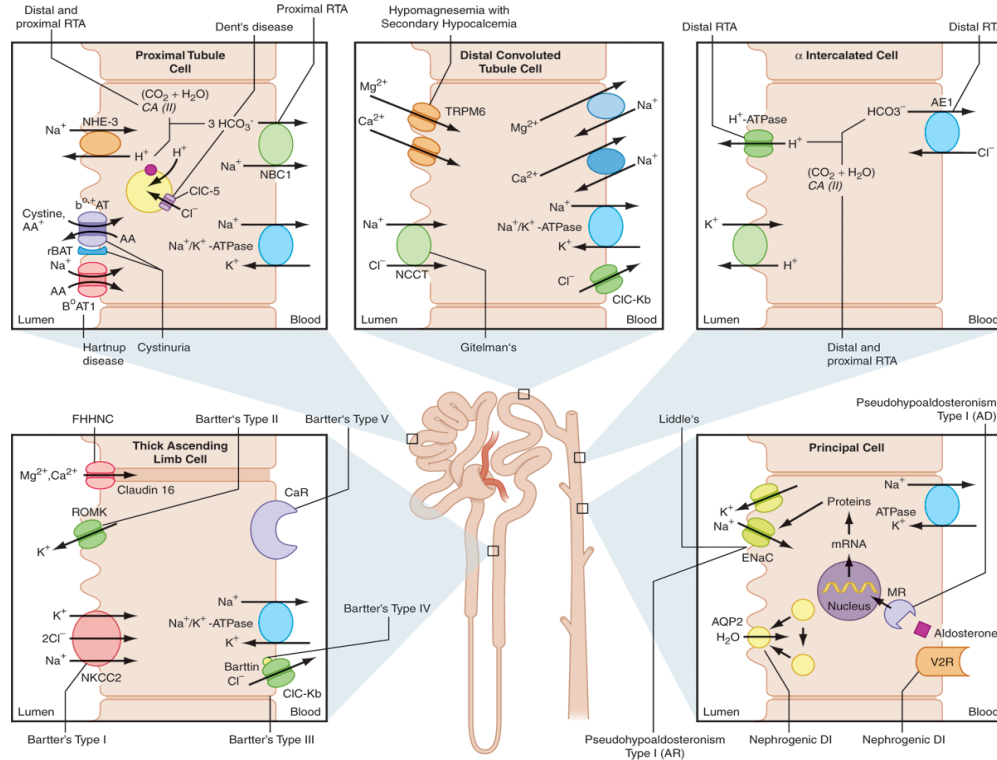 Distal and
proximal RTA
Dent's disease
Proximal RTA
Proximal Tubule
Cell
(CO₂ + H₂O)
CA (II)
3 HCO₃⁻
NHE-3
Na⁺
H⁺
H⁺
ClC-5
Cl⁻
Na⁺
NBC1
b⁰,⁺AT
Cystine,
AA⁺
AA
rBAT
Na⁺
AA
B⁰AT1
Na⁺
Na⁺/K⁺-ATPase
K⁺
Lumen
Blood
Hartnup
disease
Cystinuria
Hypomagnesemia with
Secondary Hypocalcemia
Distal Convoluted
Tubule Cell
Mg²⁺
TRPM6
Ca²⁺
Na⁺
Mg²⁺
Na⁺
Ca²⁺
Na⁺
Na⁺
Na⁺/K⁺-ATPase
K⁺
Cl⁻
NCCT
Cl⁻
ClC-Kb
Lumen
Blood
Gitelman's
Distal RTA
Distal RTA
α Intercalated Cell
AE1
HCO₃⁻
H⁺-ATPase
H⁺
Cl⁻
(CO₂ + H₂O)
CA (II)
K⁺
H⁺
Lumen
Blood
Distal and
proximal RTA
FHHNC
Bartter's Type II
Bartter's Type V
Thick Ascending
Limb Cell
Mg²⁺,Ca²⁺
Claudin 16
CaR
ROMK
K⁺
K⁺
2Cl⁻
Na⁺
NKCC2
Na⁺
Na⁺/K⁺-ATPase
K⁺
Barttin
Cl⁻
ClC-Kb
Lumen
Blood
Bartter's Type IV
Bartter's Type I
Bartter's Type III
Liddle's
Pseudohypoaldosteronism
Type I (AD)
Principal Cell
K⁺
Na⁺
ENaC
Proteins
mRNA
Nucleus
MR
Aldosterone
Na⁺
ATPase
K⁺
AQP2
H₂O
V2R
Lumen
Blood
Pseudohypoaldosteronism
Type I (AR)
Nephrogenic DI
Nephrogenic DI